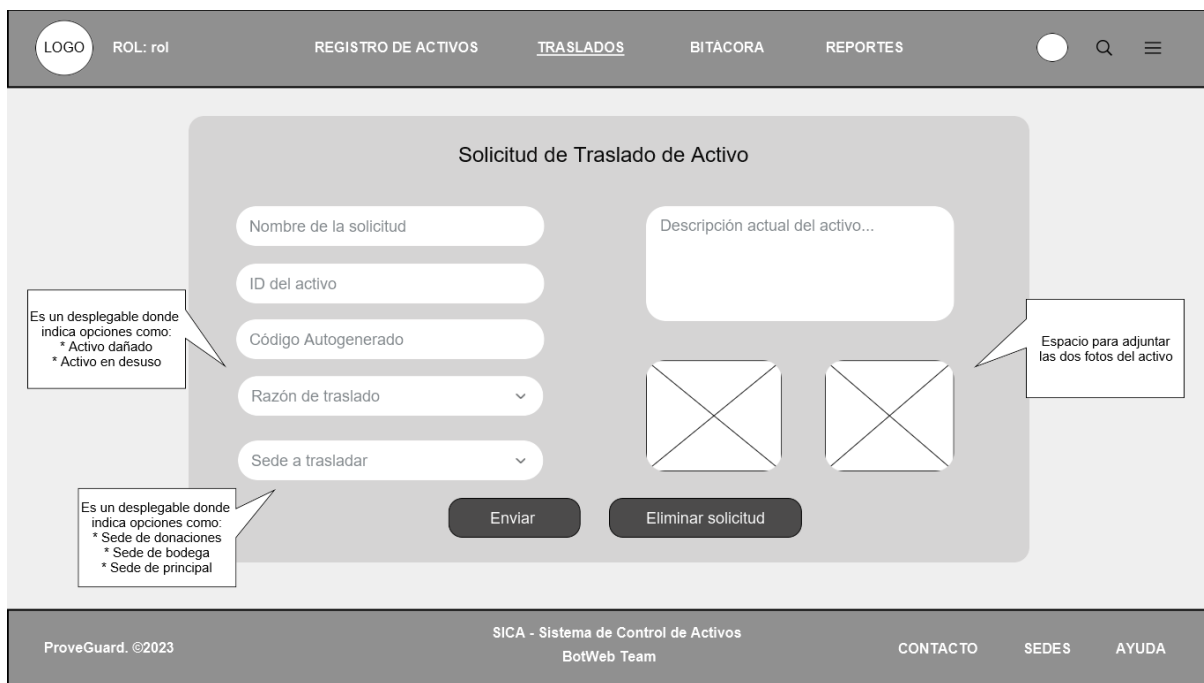 LOGO
ROL: rol
REGISTRO DE ACTIVOS
TRASLADOS
BITÁCORA
REPORTES
Solicitud de Traslado de Activo
Nombre de la solicitud
ID del activo
Código Autogenerado
Razón de traslado
Sede a trasladar
Descripción actual del activo...
Es un desplegable donde
indica opciones como:
* Activo dañado
* Activo en desuso
Espacio para adjuntar
las dos fotos del activo
Es un desplegable donde
indica opciones como:
* Sede de donaciones
* Sede de bodega
* Sede de principal
Enviar
Eliminar solicitud
ProveGuard. ©2023
SICA - Sistema de Control de Activos
BotWeb Team
CONTACTO
SEDES
AYUDA